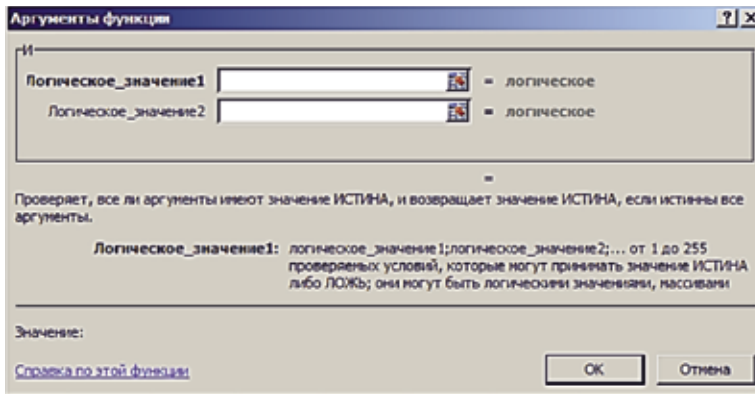 Аргументы функции
И
Логическое_значение1 = логическое
Логическое_значение2 = логическое
=
Проверяет, все ли аргументы имеют значение ИСТИНА, и возвращает значение ИСТИНА, если истинны все
аргументы.
Логическое_значение1: логическое_значение1;логическое_значение2;... от 1 до 255
проверяемых условий, которые могут принимать значение ИСТИНА
либо ЛОЖЬ; они могут быть логическими значениями, массивами
Значение:
Справка по этой функции
ОК
Отмена